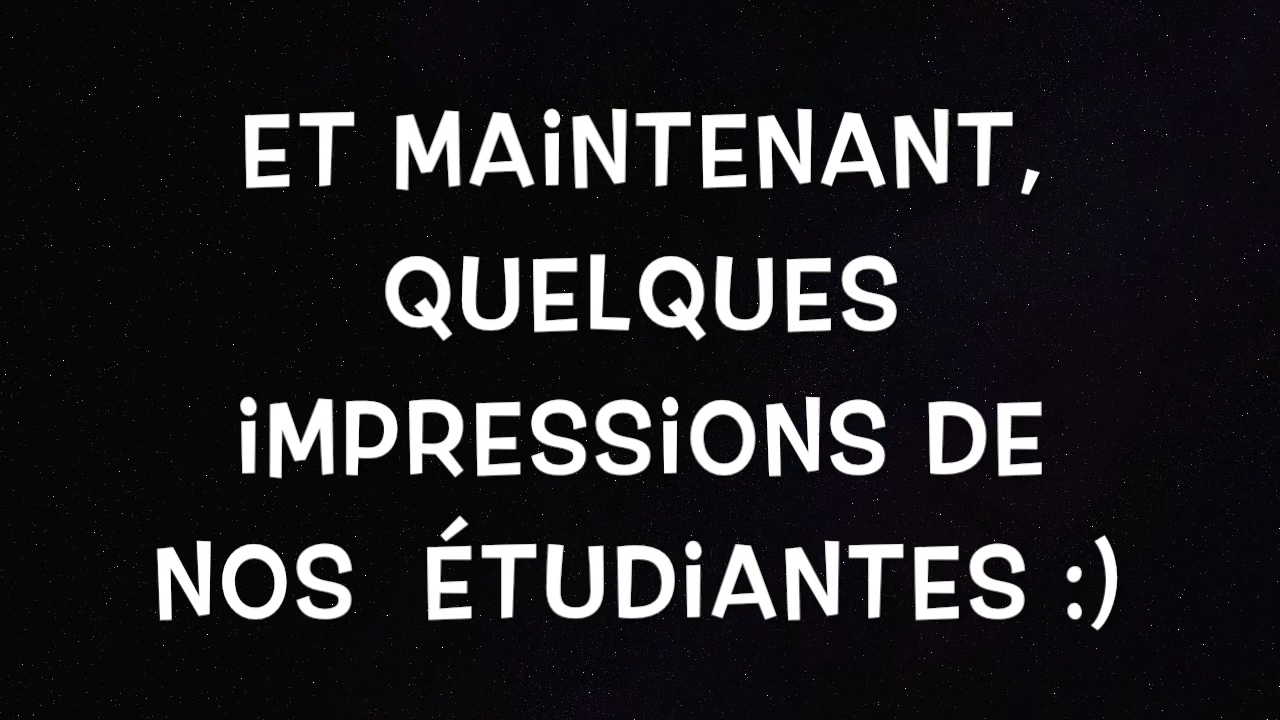 ET MAiNTENANT,
QUELQUES
iMPRESSiONS DE
NOS  ÉTUDiANTES :)